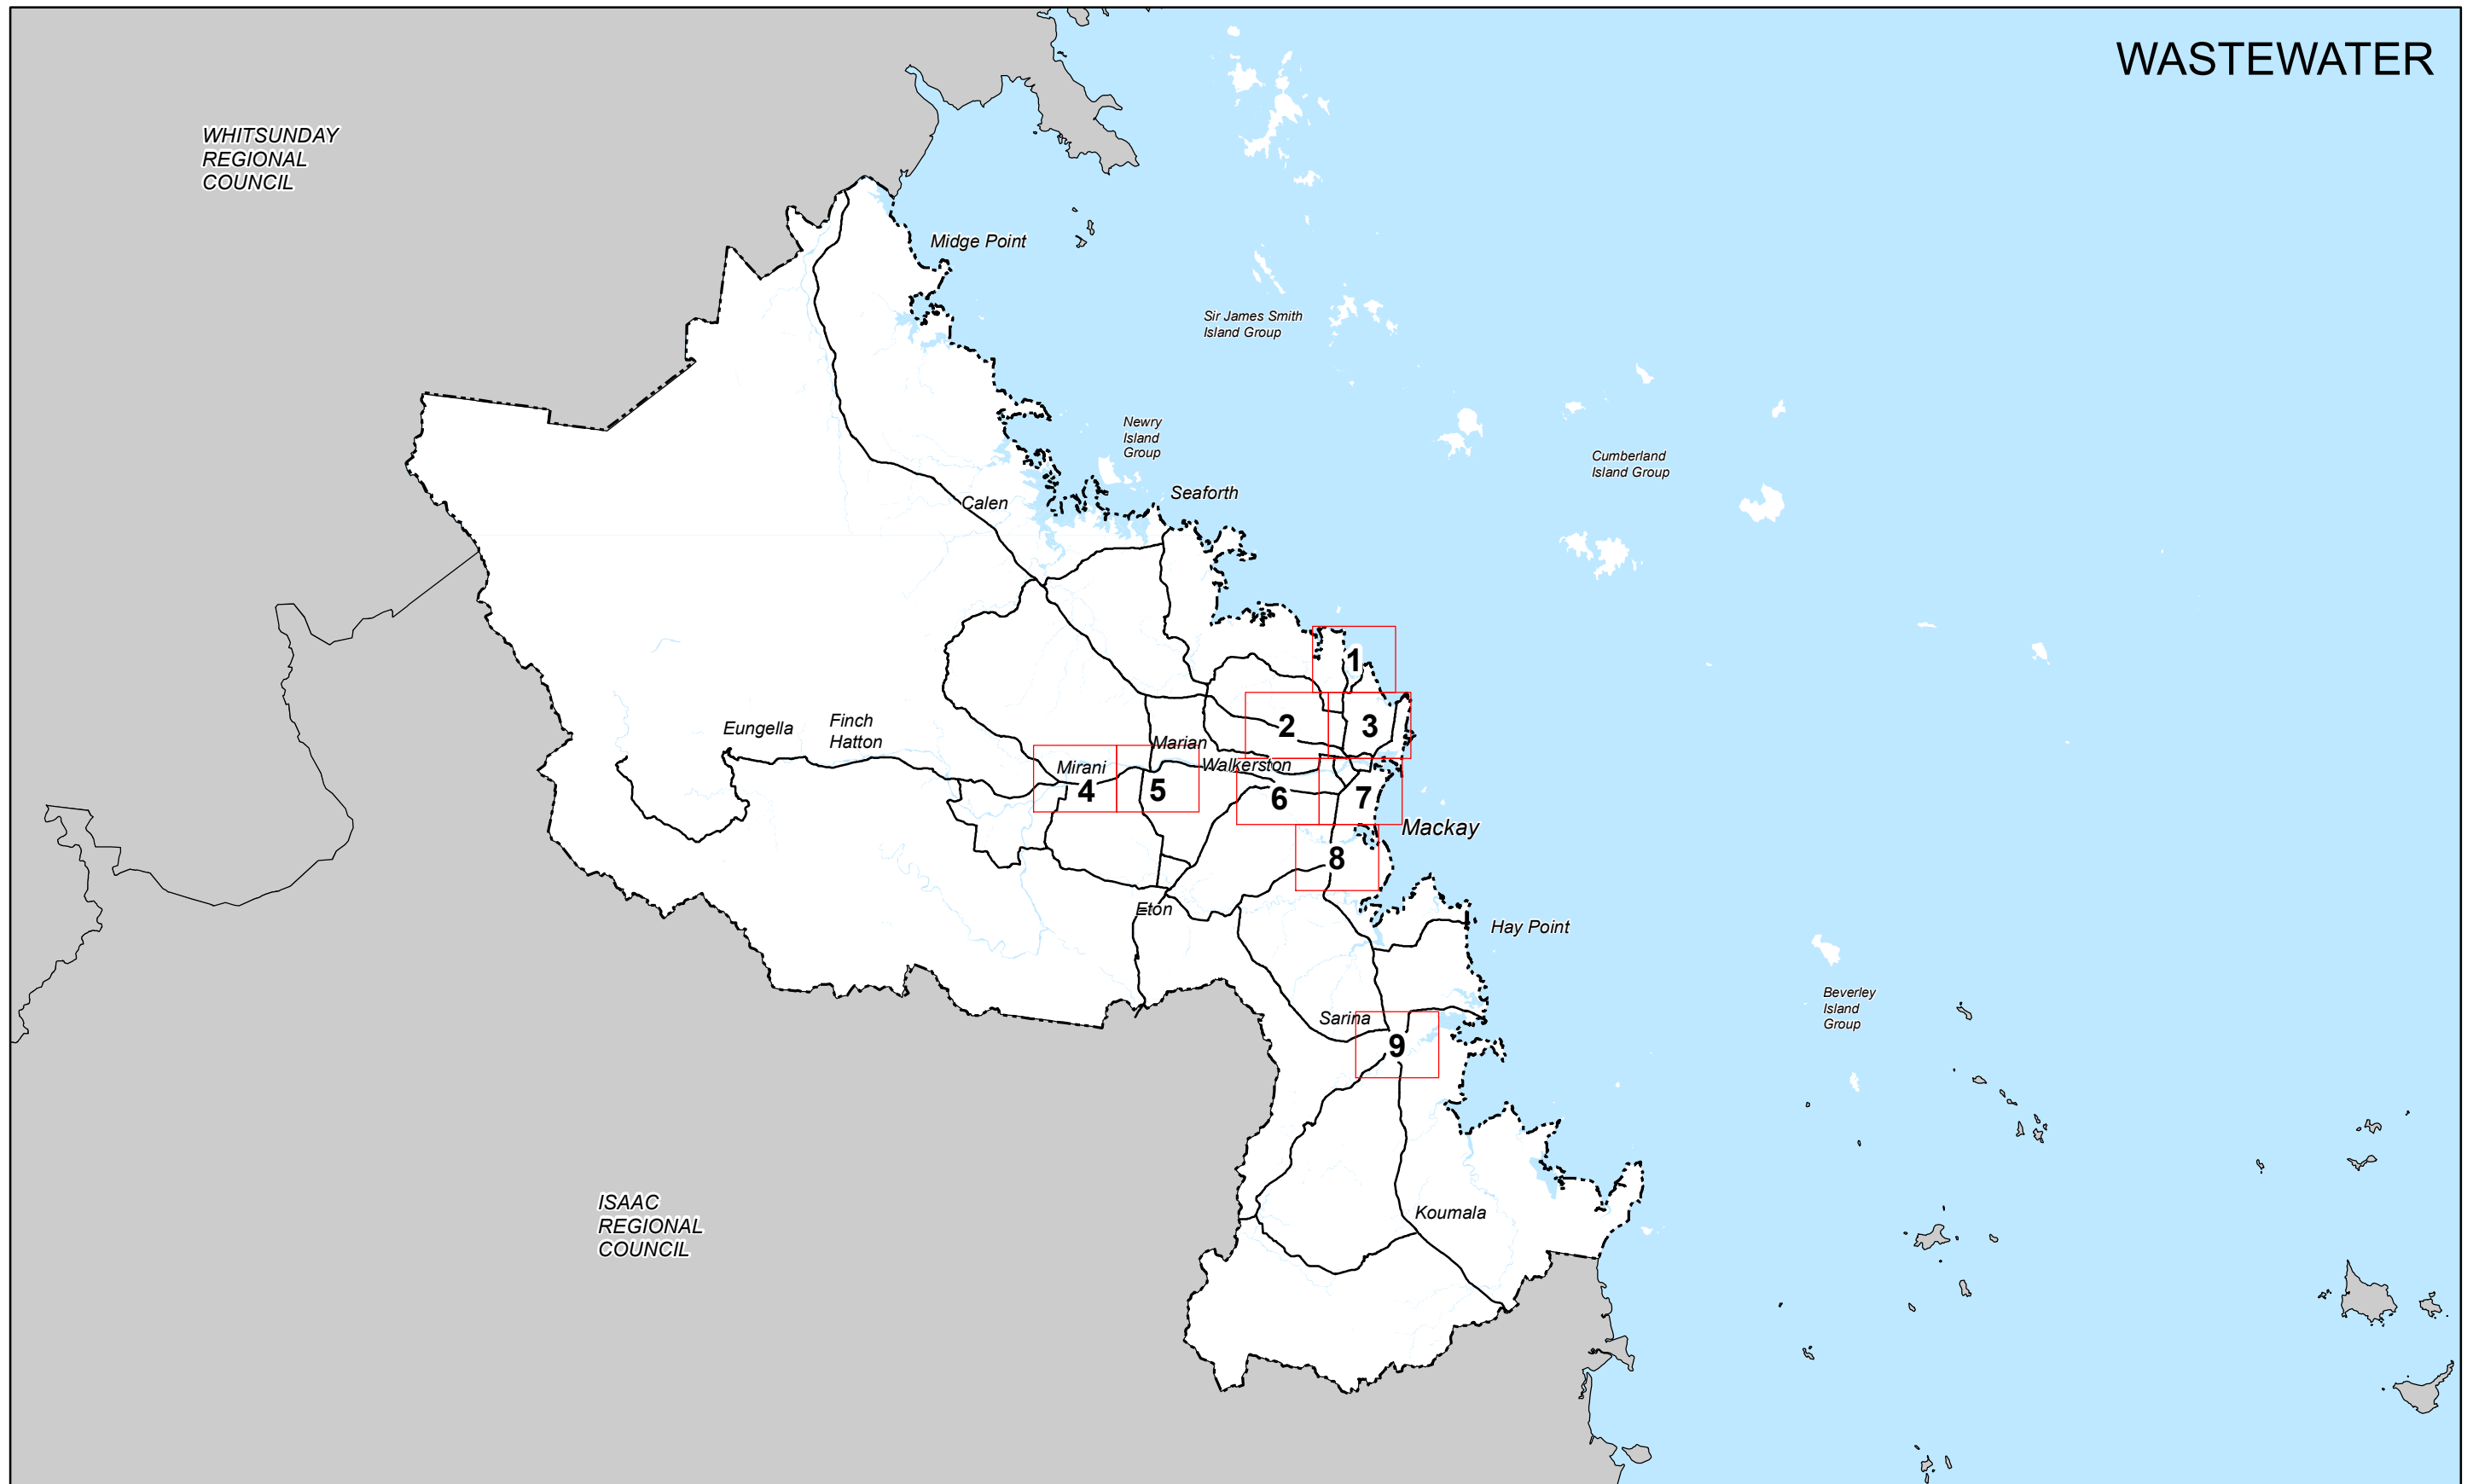 WASTEWATER
WHITSUNDAY
REGIONAL
COUNCIL
Midge Point
Sir James Smith
Island Group
Newry
Island
Group
Cumberland
Island Group
Seaforth
Calen
1
Eungella
Finch
Hatton
2
3
Marian
Mirani
Walkerston
4
5
6
7
Mackay
8
Eton
Hay Point
Beverley
Island
Group
Sarina
9
ISAAC
REGIONAL
COUNCIL
Koumala